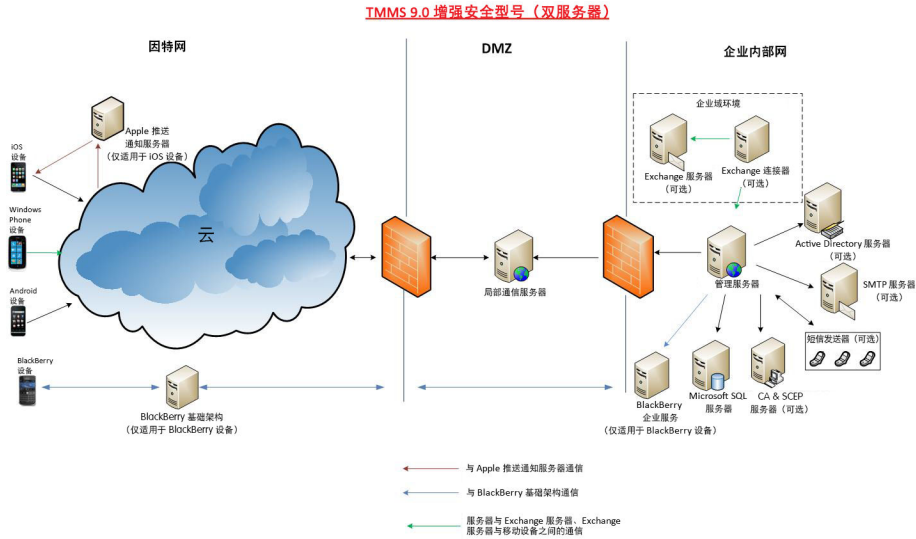 TMMS 9.0 增强安全型号（双服务器）
因特网
DMZ
企业内部网
企业域环境
Apple 推送
通知服务器
（仅适用于 iOS 设备）
iOS
设备
Exchange 服务器
（可选）
Exchange 连接器
（可选）
Windows
Phone
设备
云
Active Directory 服务器
（可选）
局部通信服务器
管理服务器
SMTP 服务器
（可选）
Android
设备
短信发送器（可选）
BlackBerry
设备
BlackBerry 基础架构
（仅适用于 BlackBerry 设备）
BlackBerry
企业服务
（仅适用于 BlackBerry 设备）
Microsoft SQL
服务器
CA & SCEP
服务器（可选）
与 Apple 推送通知服务器通信
与 BlackBerry 基础架构通信
服务器与 Exchange 服务器、Exchange
服务器与移动设备之间的通信